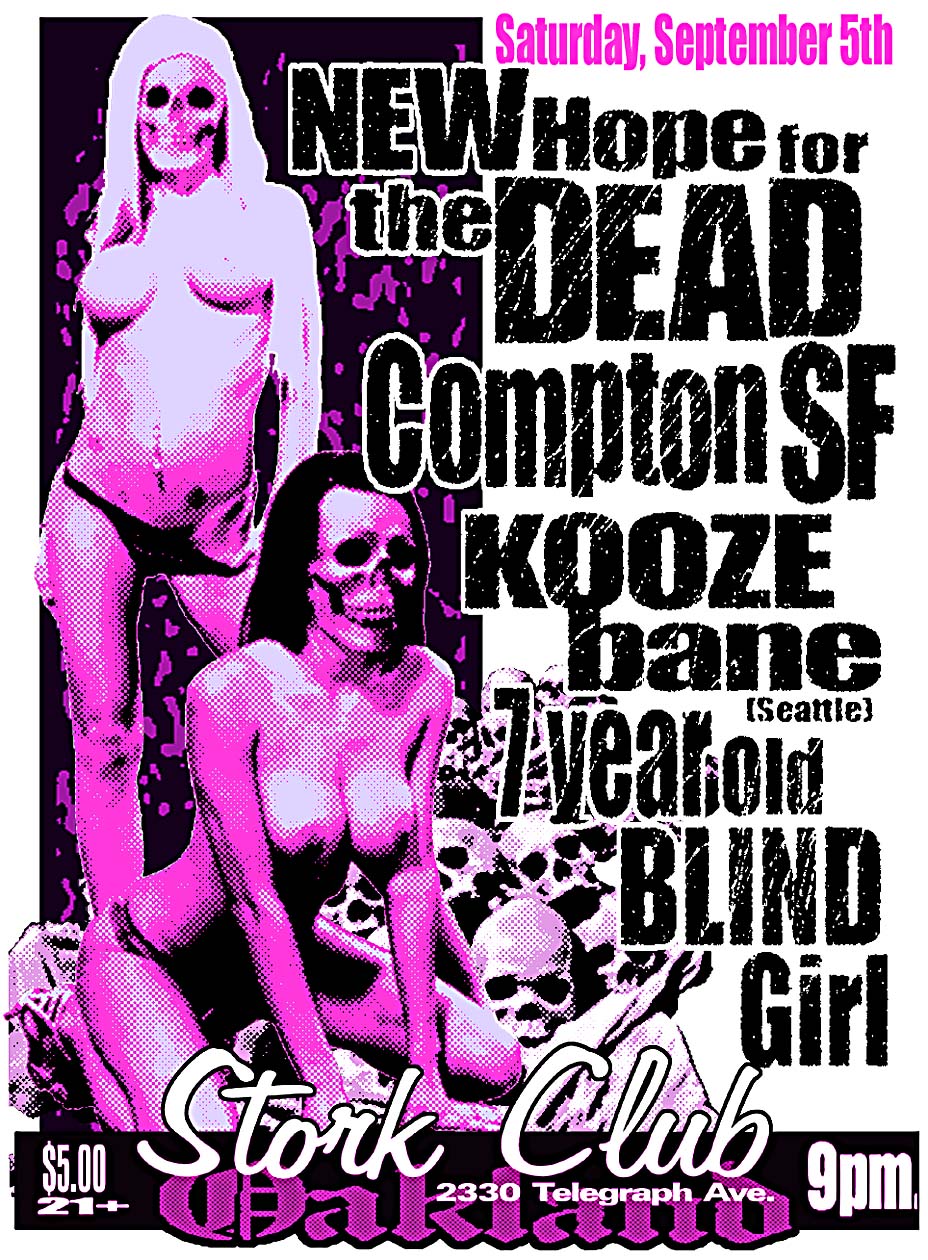 Saturday, September 5th
NEW Hope for
the DEAD
Compton SF
KOOZE
bane
(Seattle)
7 year old
BLIND
Girl
Stork Club
$5.00
21+
2330 Telegraph Ave.
Oakland
9pm.